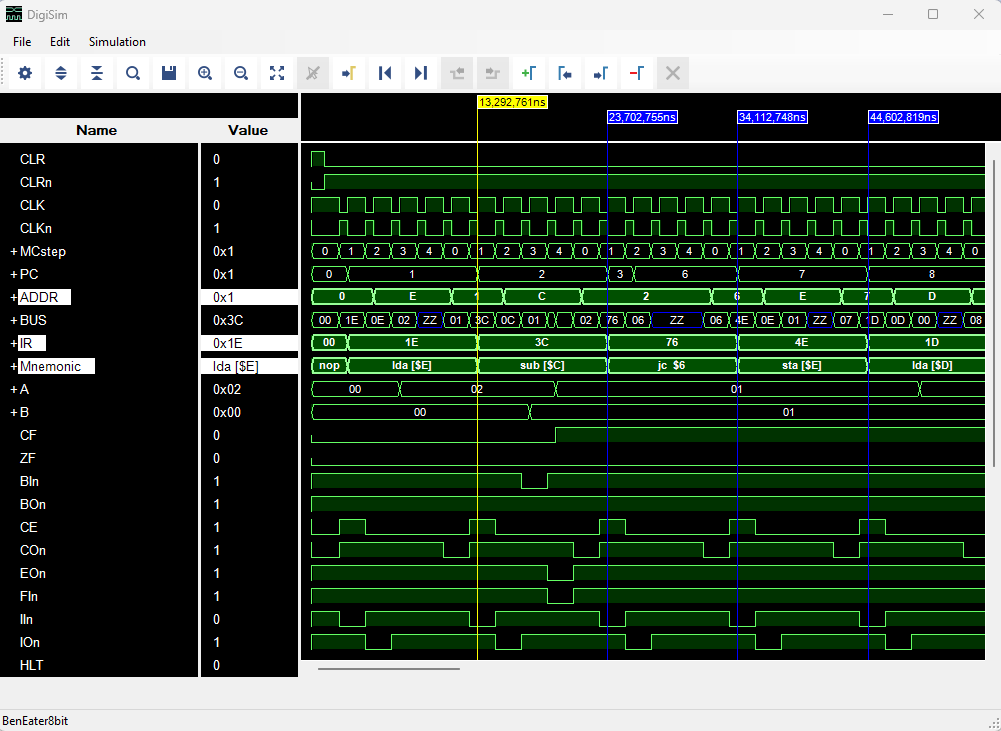 DigiSim
File Edit Simulation
13,292,761ns
23,702,755ns 34,112,748ns 44,602,819ns
Name Value
CLR 0
CLRn 1
CLK 0
CLKn 1
+ MCstep 0x1 0 1 2 3 4 0 1 2 3 4 0 1 2 3 4 0 1 2 3 4 0 1 2 3 4 0
+ PC 0x1 0 1 2 3 6 7 8
+ ADDR 0x1 0 E 1 C 2 6 E 7 D
+ BUS 0x3C 00 1E 0E 02 ZZ 01 3C 0C 01 02 76 06 ZZ 06 4E 0E 01 ZZ 07 1D 0D 00 ZZ 08
+ IR 0x1E 00 1E 3C 76 4E 1D
+ Mnemonic lda [$E] nop lda [$E] sub [$C] jc $6 sta [$E] lda [$D]
+ A 0x02 00 02 01
+ B 0x00 00 01
CF 0
ZF 0
BIn 1
BOn 1
CE 1
COn 1
EOn 1
FIn 1
IIn 0
IOn 1
HLT 0
BenEater8bit